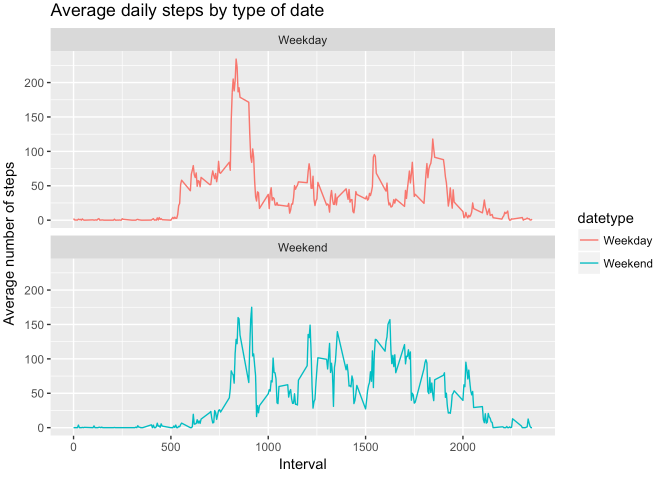 Average daily steps by type of date
Weekday
200
150
100
50
0
Weekend
200
150
100
50
0
0 500 1000 1500 2000
Interval
Average number of steps
datetype
Weekday
Weekend